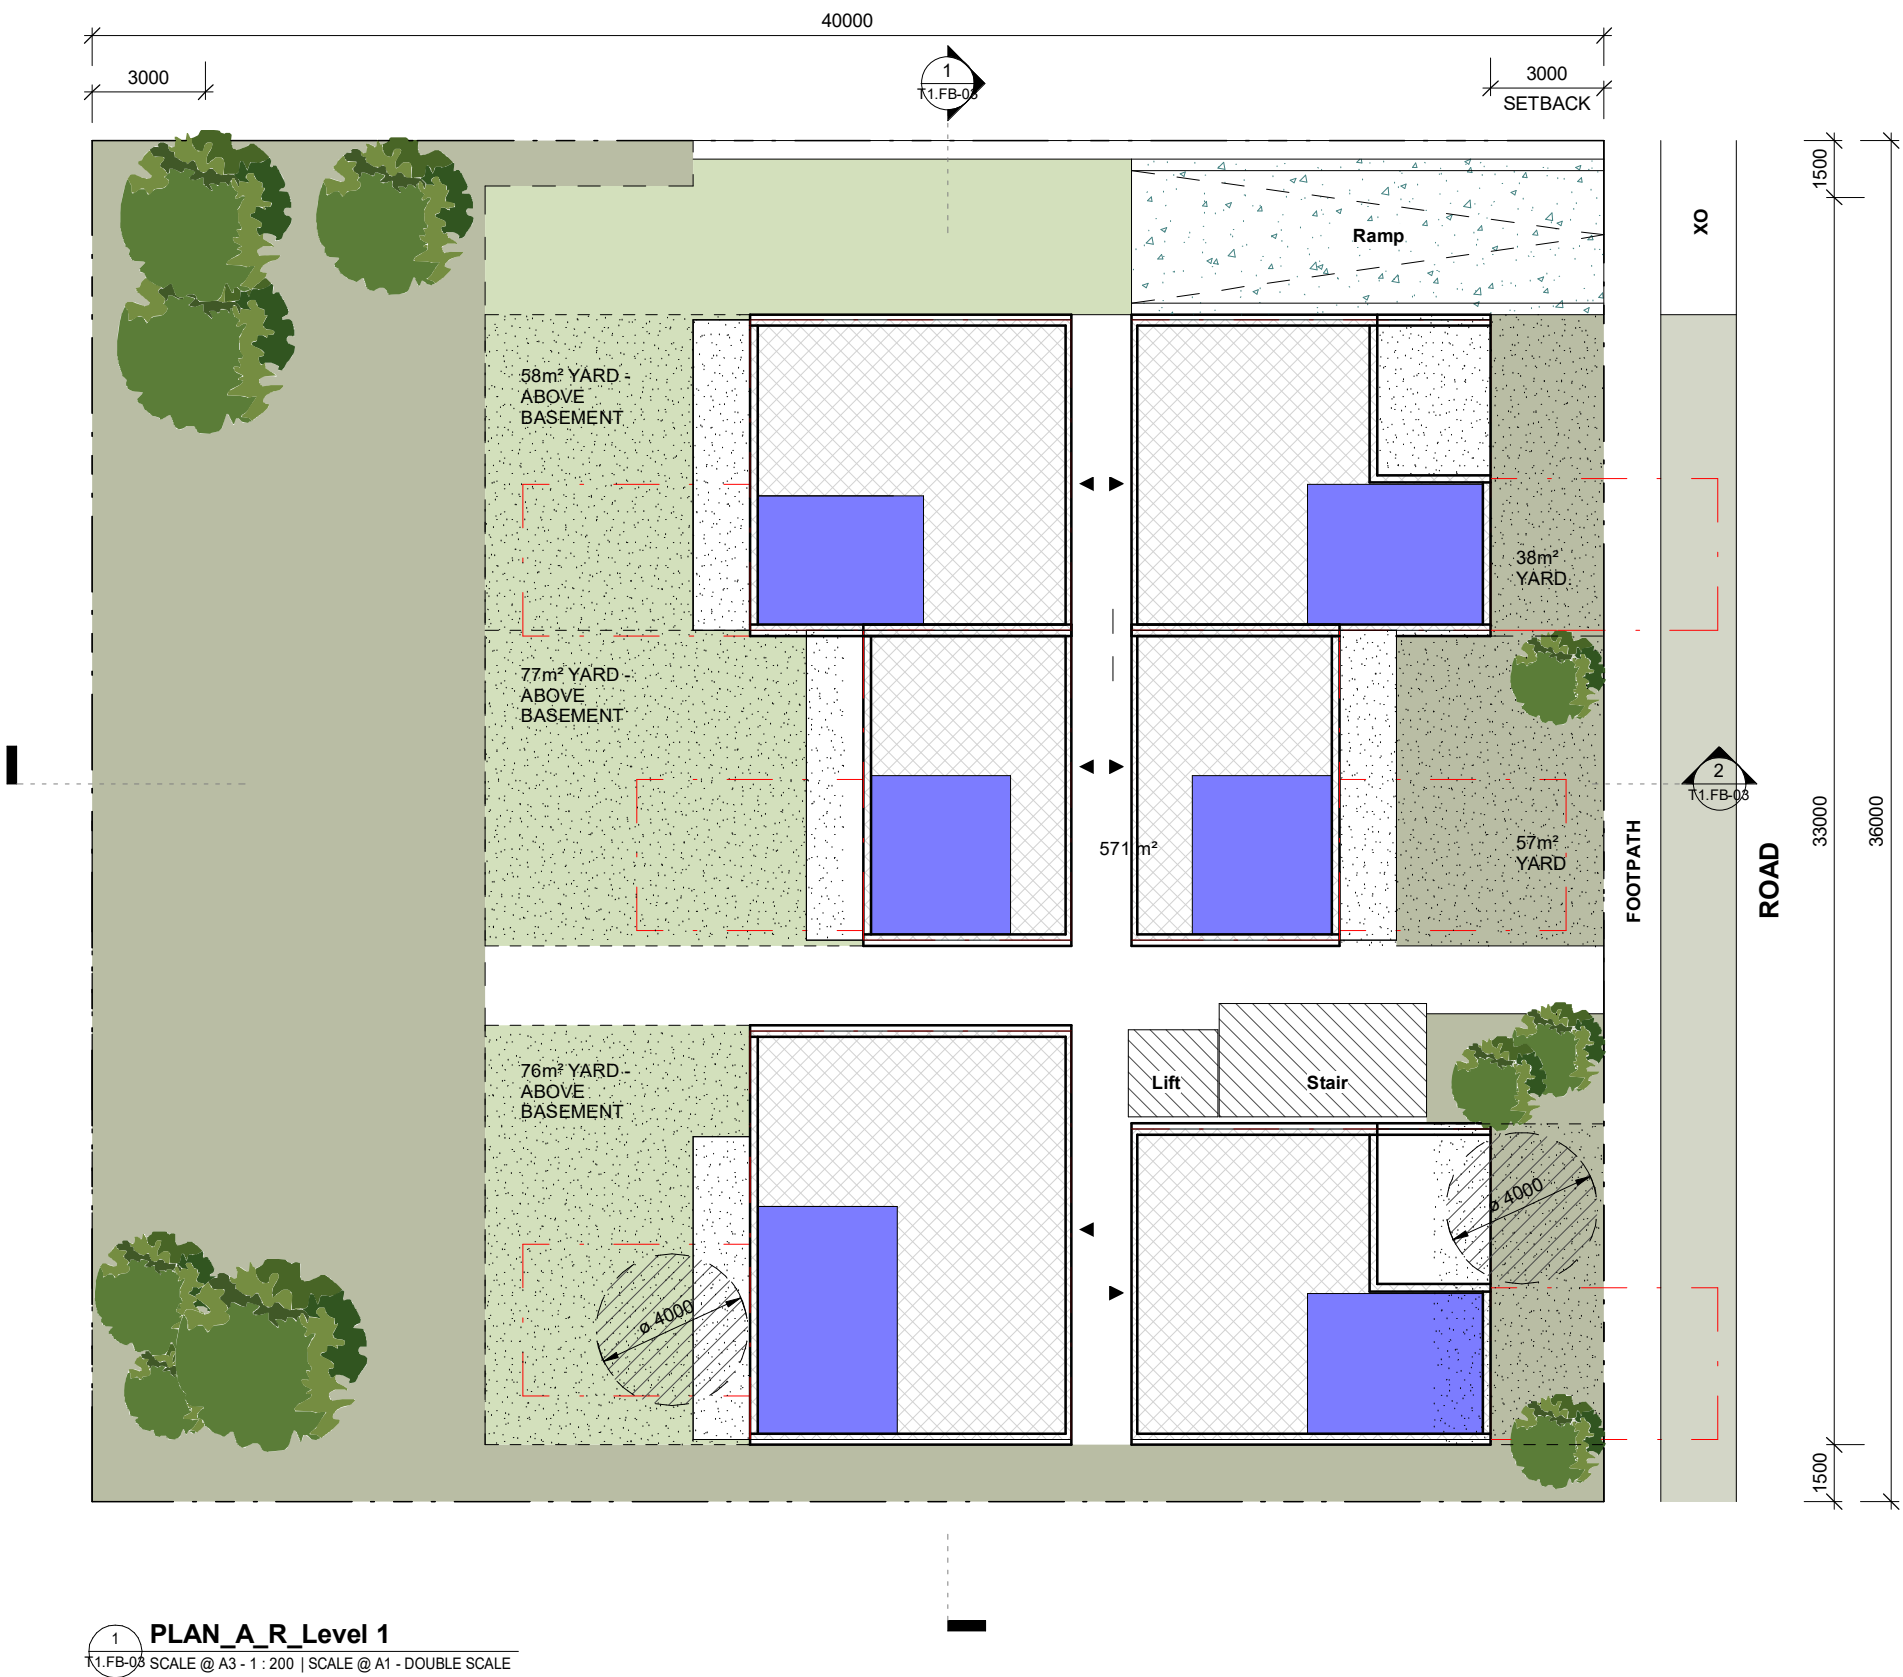 40000
3000
1
T1.FB-03
3000
SETBACK
1500
Ramp
XO
58m² YARD -
ABOVE
BASEMENT
38m²
YARD
77m² YARD -
ABOVE
BASEMENT
571 m²
57m²
YARD
FOOTPATH
ROAD
2
T1.FB-03
33000
36000
76m² YARD -
ABOVE
BASEMENT
Lift
Stair
ø 4000
ø 4000
1500
1
T1.FB-03
PLAN_A_R_Level 1
SCALE @ A3 - 1 : 200 | SCALE @ A1 - DOUBLE SCALE